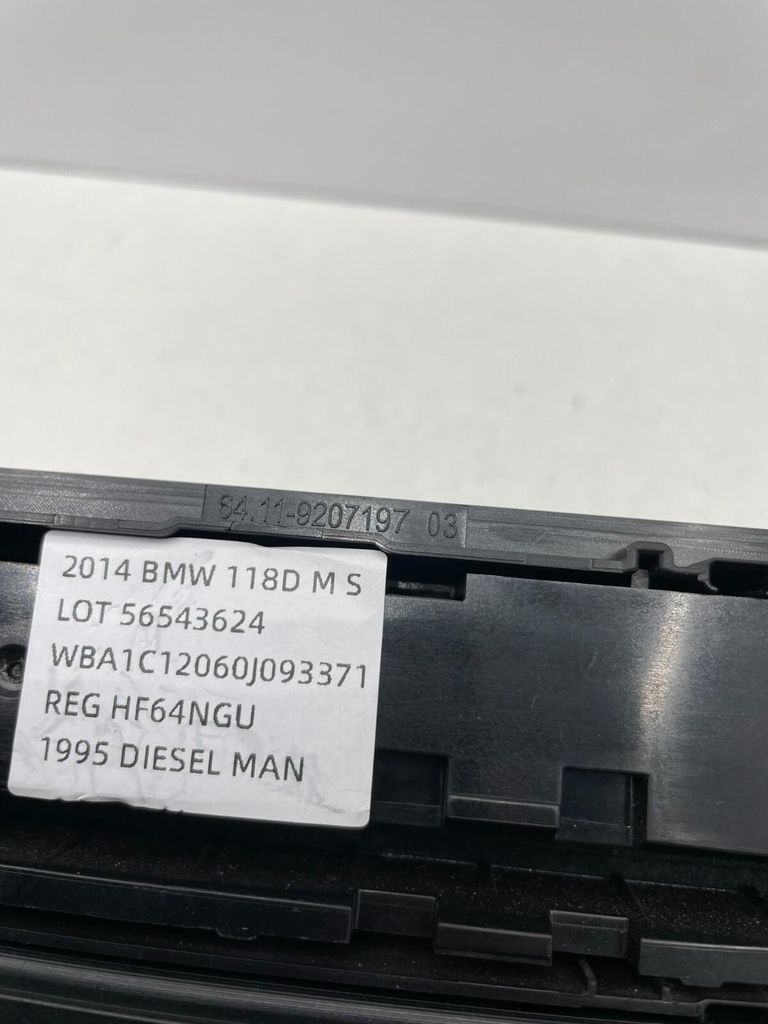 64.11-9207197 03
2014 BMW 118D M S
LOT 56543624
WBA1C12060J093371
REG HF64NGU
1995 DIESEL MAN